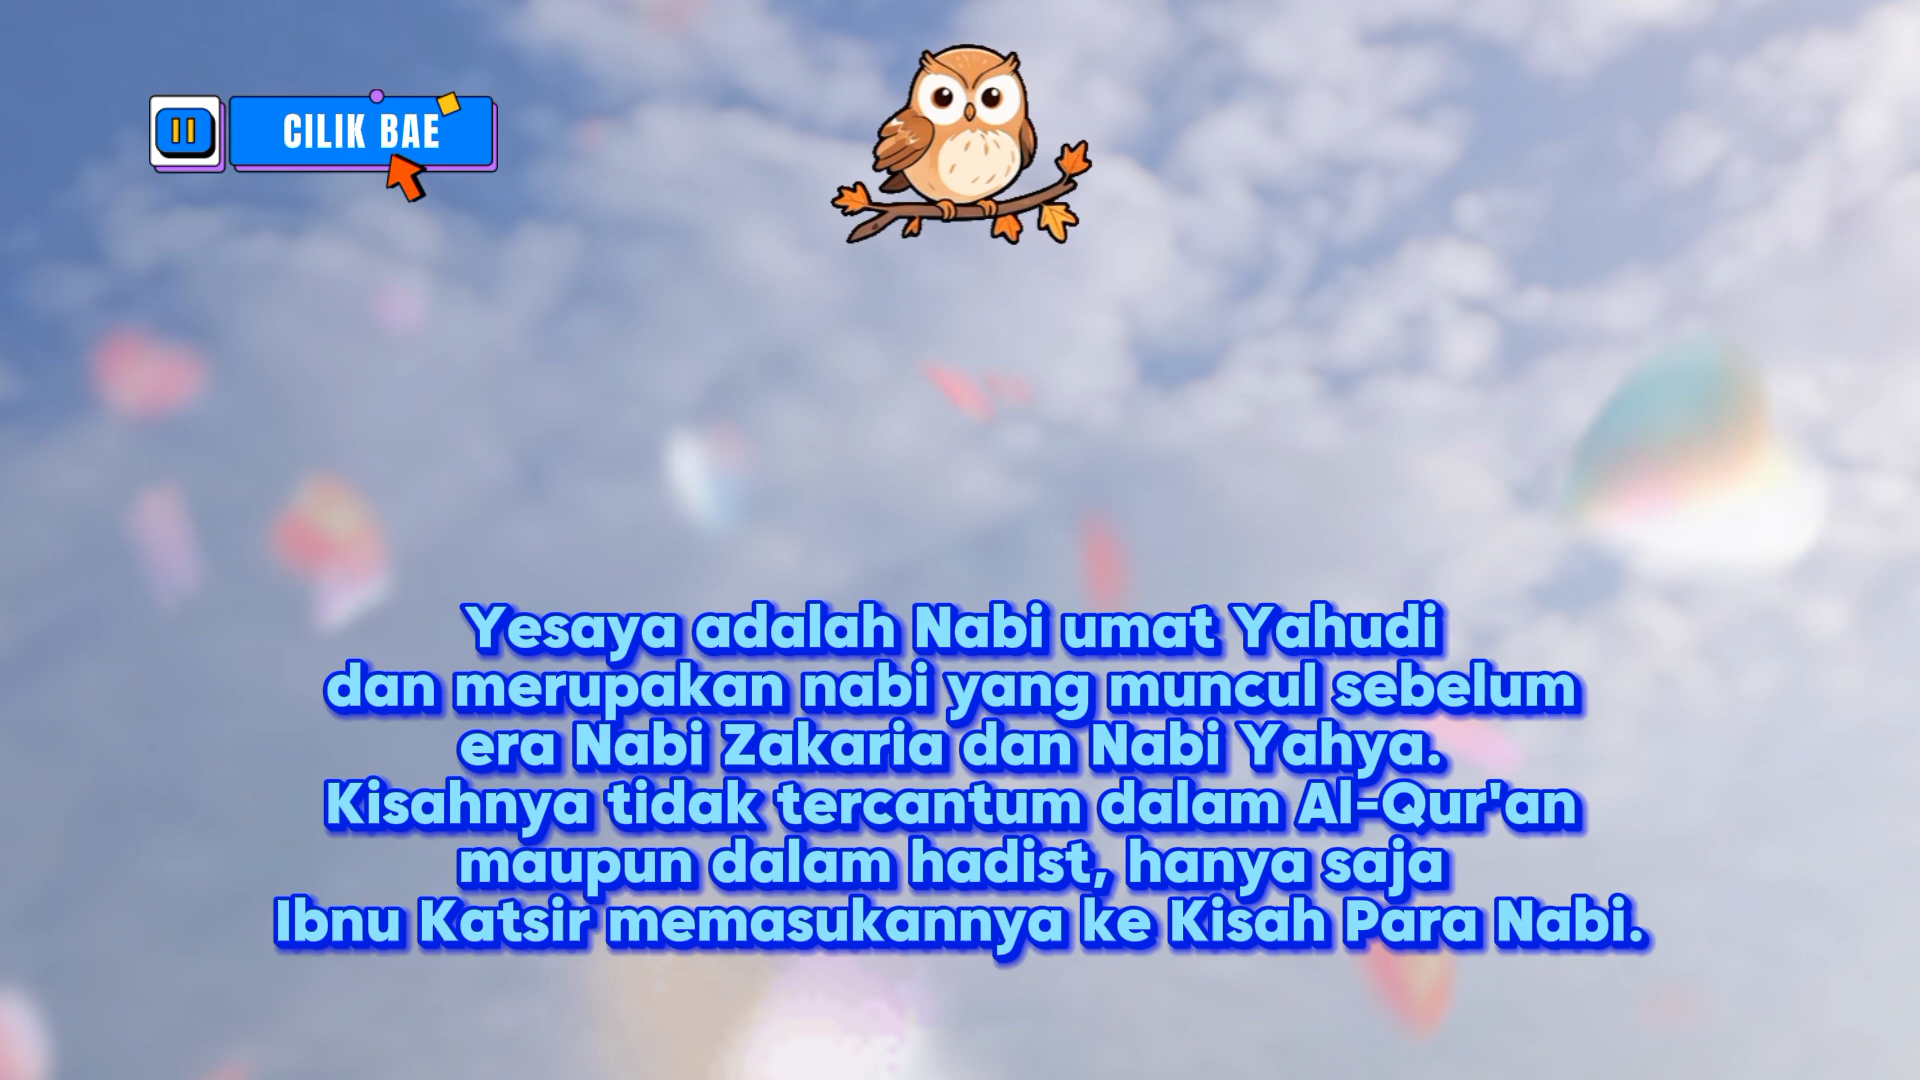 CILIK BAE
Yesaya adalah Nabi umat Yahudi
dan merupakan nabi yang muncul sebelum
era Nabi Zakaria dan Nabi Yahya.
Kisahnya tidak tercantum dalam Al-Qur'an
maupun dalam hadist, hanya saja
Ibnu Katsir memasukannya ke Kisah Para Nabi.